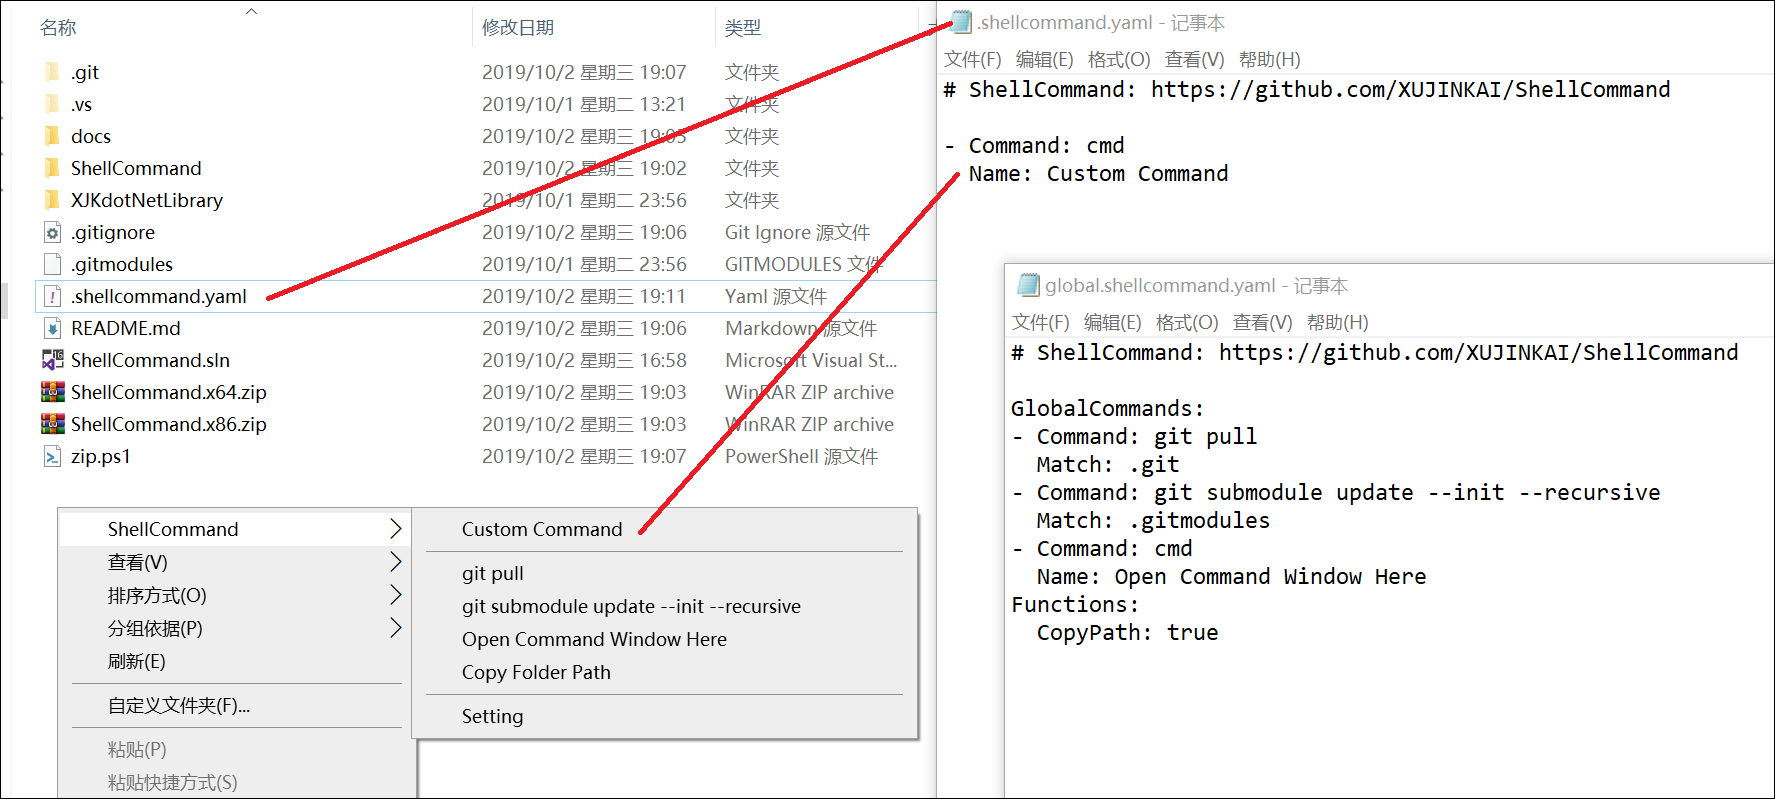 名称 修改日期 类型
.git 2019/10/2 星期三 19:07 文件夹
.vs 2019/10/1 星期二 13:21 文件夹
docs 2019/10/2 星期三 19:05 文件夹
ShellCommand 2019/10/2 星期三 19:02 文件夹
XJKdotNetLibrary 2019/10/1 星期二 23:56 文件夹
.gitignore 2019/10/2 星期三 19:06 Git Ignore 源文件
.gitmodules 2019/10/1 星期二 23:56 GITMODULES 文件
.shellcommand.yaml 2019/10/2 星期三 19:11 Yaml 源文件
README.md 2019/10/2 星期三 19:06 Markdown 源文件
ShellCommand.sln 2019/10/2 星期三 16:58 Microsoft Visual St...
ShellCommand.x64.zip 2019/10/2 星期三 19:03 WinRAR ZIP archive
ShellCommand.x86.zip 2019/10/2 星期三 19:03 WinRAR ZIP archive
zip.ps1 2019/10/2 星期三 19:07 PowerShell 源文件
ShellCommand
查看(V)
排序方式(O)
分组依据(P)
刷新(E)
自定义文件夹(F)...
粘贴(P)
粘贴快捷方式(S)
Custom Command
git pull
git submodule update --init --recursive
Open Command Window Here
Copy Folder Path
Setting
.shellcommand.yaml - 记事本
文件(F) 编辑(E) 格式(O) 查看(V) 帮助(H)
# ShellCommand: https://github.com/XUJINKAI/ShellCommand
- Command: cmd
Name: Custom Command
global.shellcommand.yaml - 记事本
文件(F) 编辑(E) 格式(O) 查看(V) 帮助(H)
# ShellCommand: https://github.com/XUJINKAI/ShellCommand
GlobalCommands:
- Command: git pull
Match: .git
- Command: git submodule update --init --recursive
Match: .gitmodules
- Command: cmd
Name: Open Command Window Here
Functions:
CopyPath: true